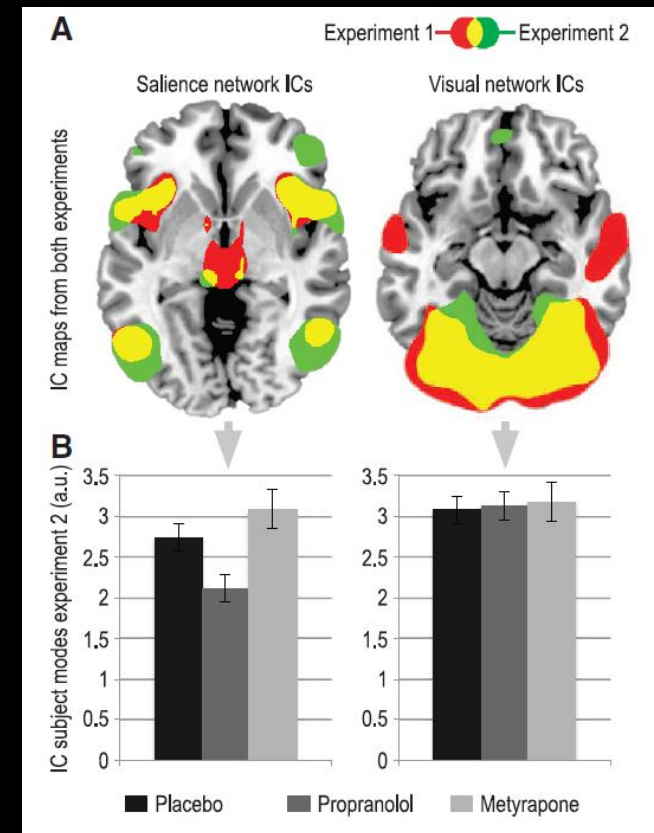 A
Experiment 1
Experiment 2
Salience network ICs
Visual network ICs
IC maps from both experiments
B
IC subject modes experiment 2 (a.u.)
3.5
3
2.5
2
1.5
1
0.5
0
3.5
3
2.5
2
1.5
1
0.5
0
Placebo
Propranolol
Metyrapone